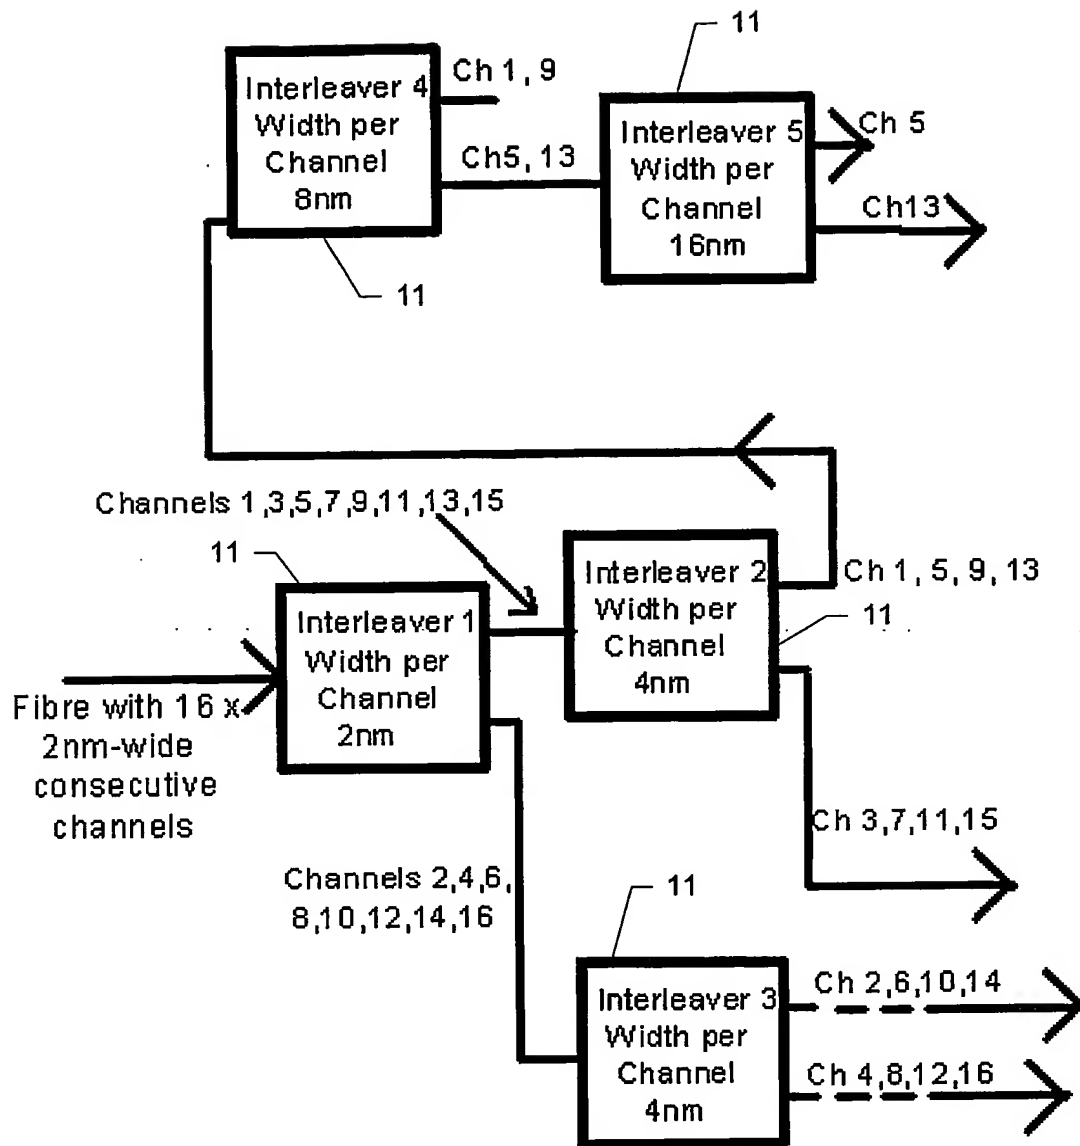 11
Interleaver 4
Width per
Channel
8nm
Ch 1, 9
Ch5, 13
11
Interleaver 5
Width per
Channel
16nm
Ch 5
Ch13
11
Channels 1,3,5,7,9,11,13,15
11
Interleaver 1
Width per
Channel
2nm
Interleaver 2
Width per
Channel
4nm
Ch 1, 5, 9, 13
11
Fibre with 16 x
2nm-wide
consecutive
channels
Ch 3,7,11,15
Channels 2,4,6,
8,10,12,14,16
11
Interleaver 3
Width per
Channel
4nm
Ch 2,6,10,14
Ch 4,8,12,16